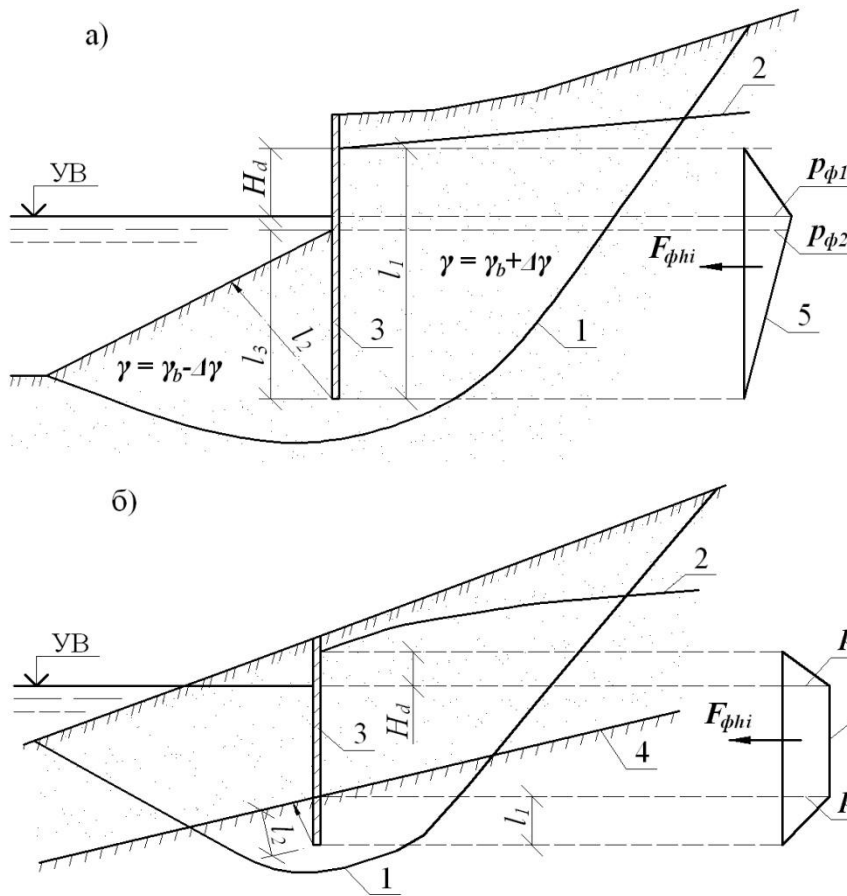 а)
2
УВ
H_d
p_ф1
p_ф2
l_1
F_фhi
γ = γ_b+Δγ
l_3
l_2
3
1
5
γ = γ_b-Δγ
б)
2
УВ
H_d
F_фhi
3
4
l_1
l_2
1